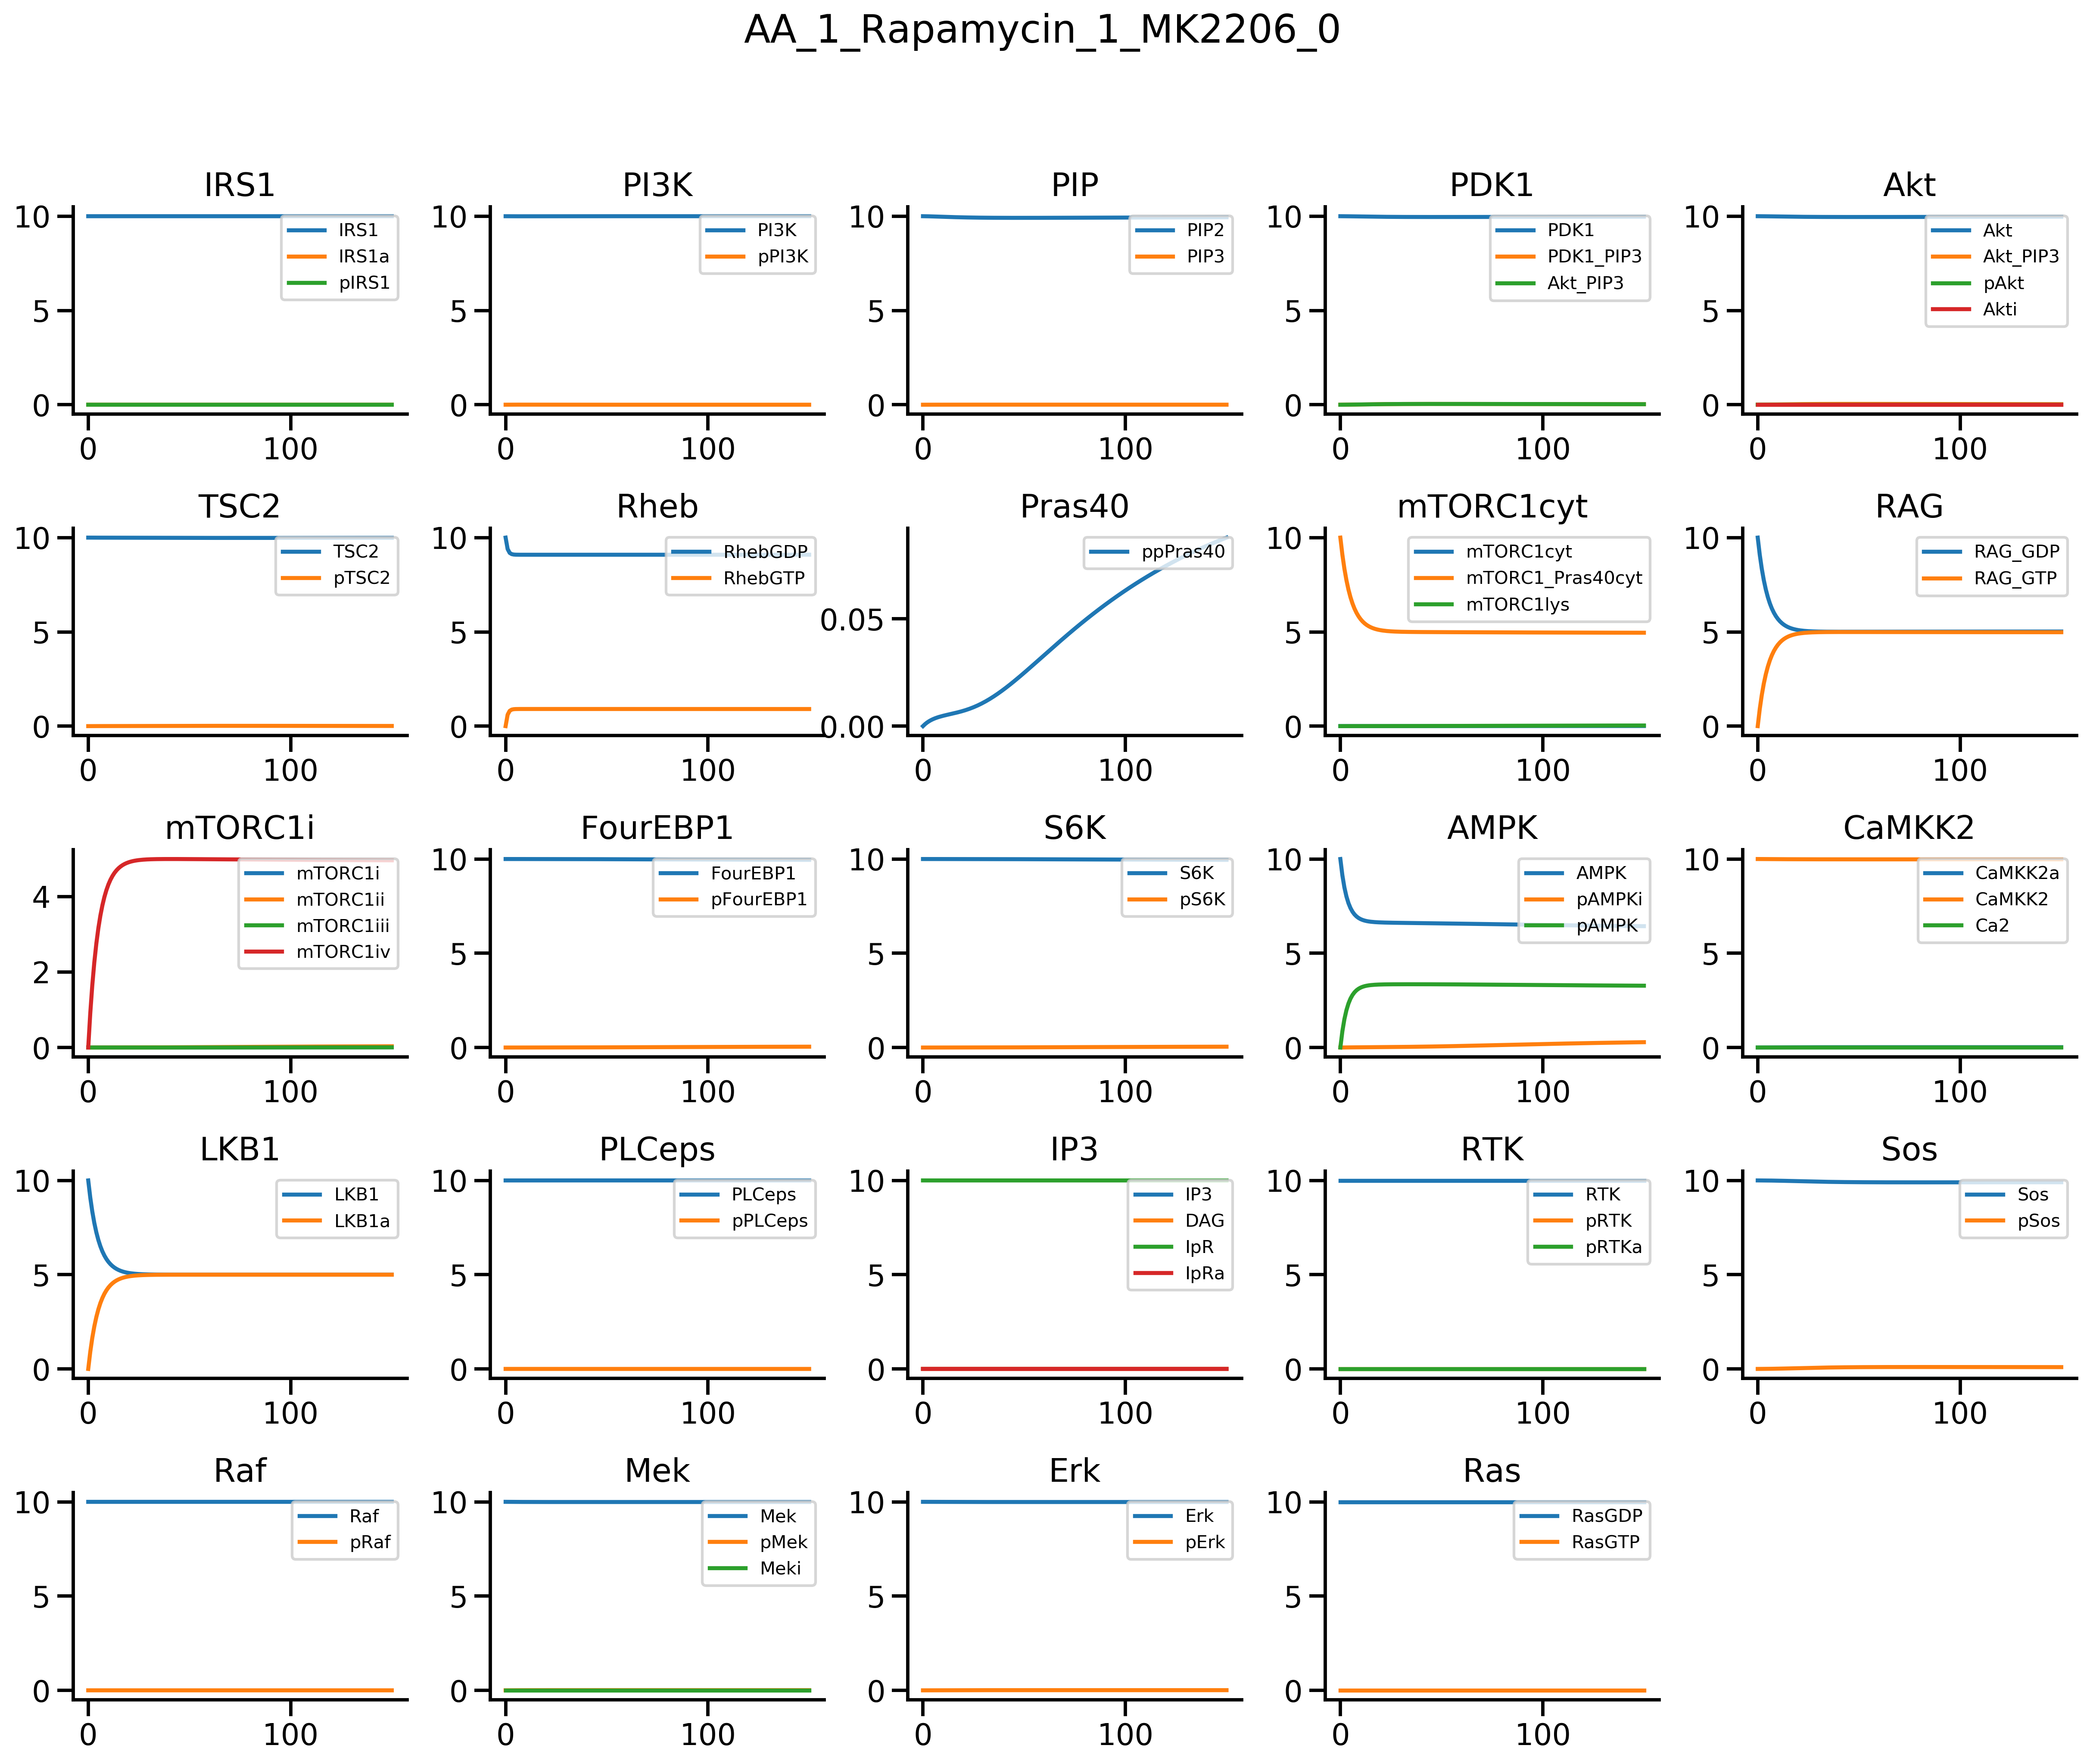 AA_1_Rapamycin_1_MK2206_0
IRS1
PI3K
PIP
PDK1
Akt
10
5
0
0
100
IRS1
IRS1a
pIRS1
10
5
0
0
100
PI3K
pPI3K
10
5
0
0
100
PIP2
PIP3
10
5
0
0
100
PDK1
PDK1_PIP3
Akt_PIP3
10
5
0
0
100
Akt
Akt_PIP3
pAkt
Akti
TSC2
Rheb
Pras40
mTORC1cyt
RAG
10
5
0
0
100
TSC2
pTSC2
10
5
0
0
100
RhebGDP
RhebGTP
0.05
0.00
0
100
ppPras40
10
5
0
0
100
mTORC1cyt
mTORC1_Pras40cyt
mTORC1lys
10
5
0
0
100
RAG_GDP
RAG_GTP
mTORC1i
FourEBP1
S6K
AMPK
CaMKK2
4
2
0
0
100
mTORC1i
mTORC1ii
mTORC1iii
mTORC1iv
10
5
0
0
100
FourEBP1
pFourEBP1
10
5
0
0
100
S6K
pS6K
10
5
0
0
100
AMPK
pAMPKi
pAMPK
10
5
0
0
100
CaMKK2a
CaMKK2
Ca2
LKB1
PLCeps
IP3
RTK
Sos
10
5
0
0
100
LKB1
LKB1a
10
5
0
0
100
PLCeps
pPLCeps
10
5
0
0
100
IP3
DAG
IpR
IpRa
10
5
0
0
100
RTK
pRTK
pRTKa
10
5
0
0
100
Sos
pSos
Raf
Mek
Erk
Ras
10
5
0
0
100
Raf
pRaf
10
5
0
0
100
Mek
pMek
Meki
10
5
0
0
100
Erk
pErk
10
5
0
0
100
RasGDP
RasGTP